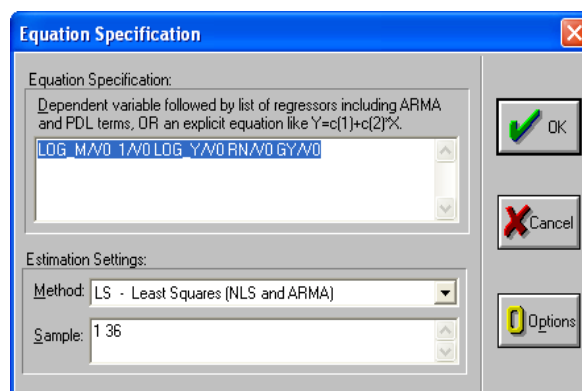 Equation Specification
Equation Specification:
Dependent variable followed by list of regressors including ARMA
and PDL terms, OR an explicit equation like Y=c(1)+c(2)*X.
LOG_M/V0 1/V0 LOG_Y/V0 RN/V0 GY/V0
OK
Cancel
Estimation Settings:
Method: LS - Least Squares (NLS and ARMA)
Options
Sample: 1 36